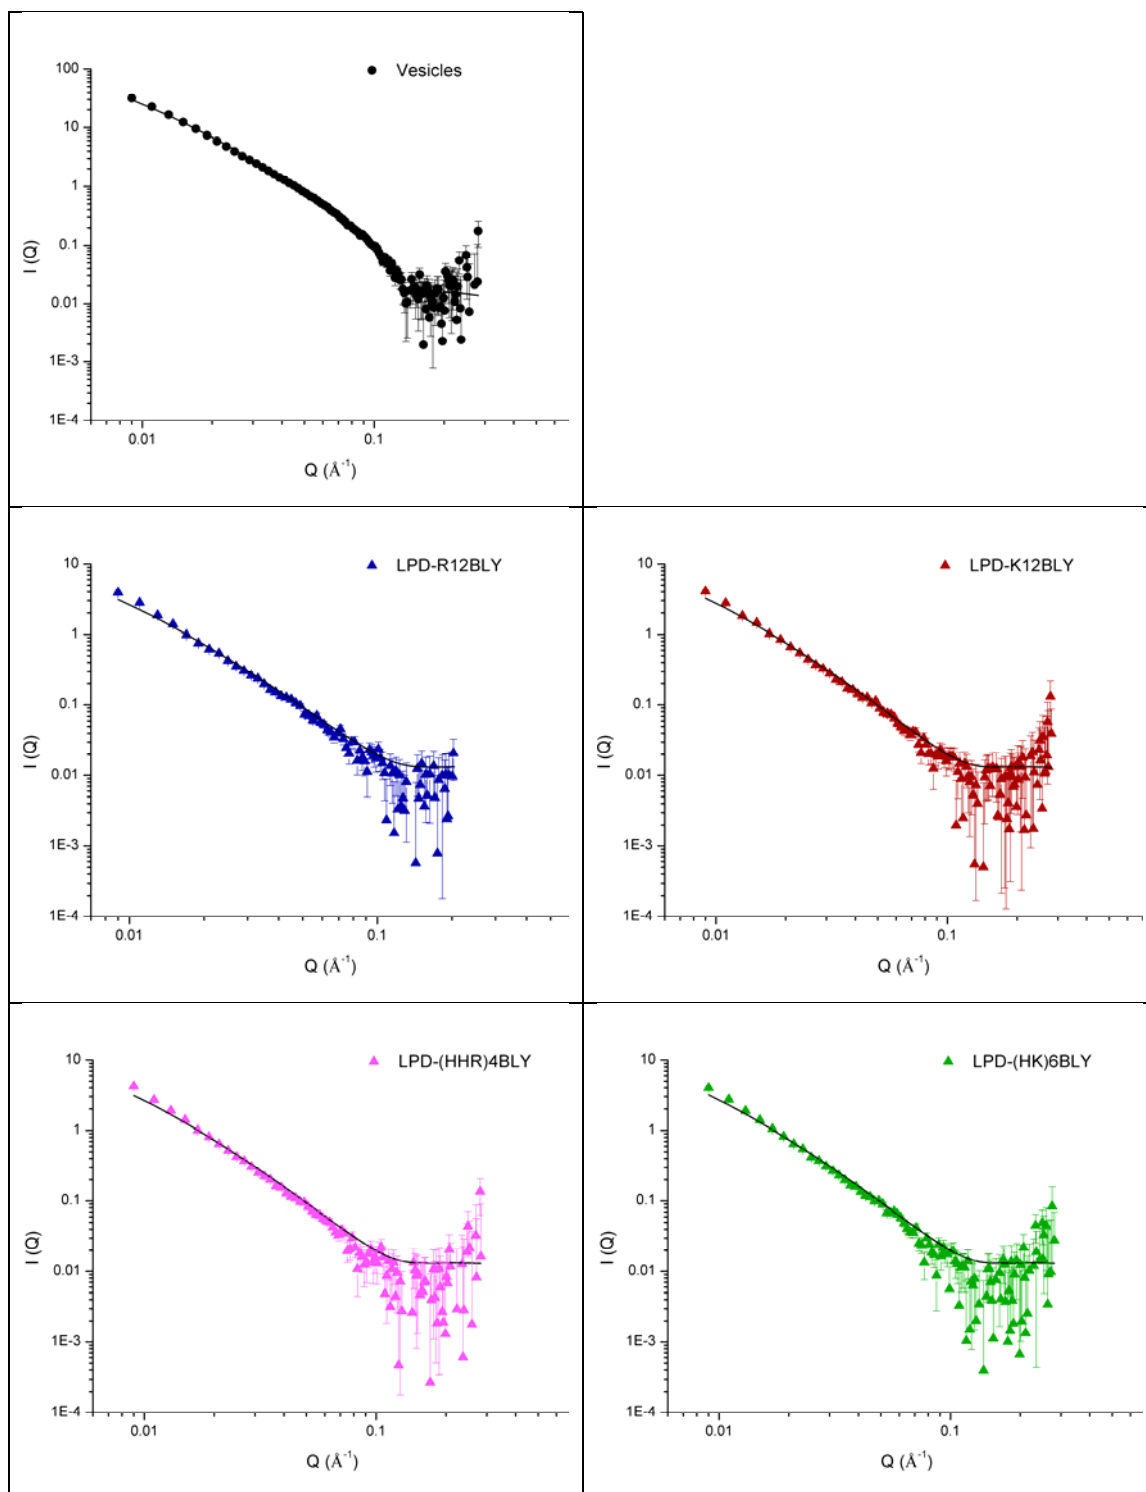 Vesicles
100
10
1
0.1
0.01
1E-3
1E-4
I (Q)
0.01 0.1
Q (Å⁻¹)
LPD-R12BLY
10
1
0.1
0.01
1E-3
1E-4
I (Q)
0.01 0.1
Q (Å⁻¹)
LPD-K12BLY
10
1
0.1
0.01
1E-3
1E-4
I (Q)
0.01 0.1
Q (Å⁻¹)
LPD-(HHR)4BLY
10
1
0.1
0.01
1E-3
1E-4
I (Q)
0.01 0.1
Q (Å⁻¹)
LPD-(HK)6BLY
10
1
0.1
0.01
1E-3
1E-4
I (Q)
0.01 0.1
Q (Å⁻¹)